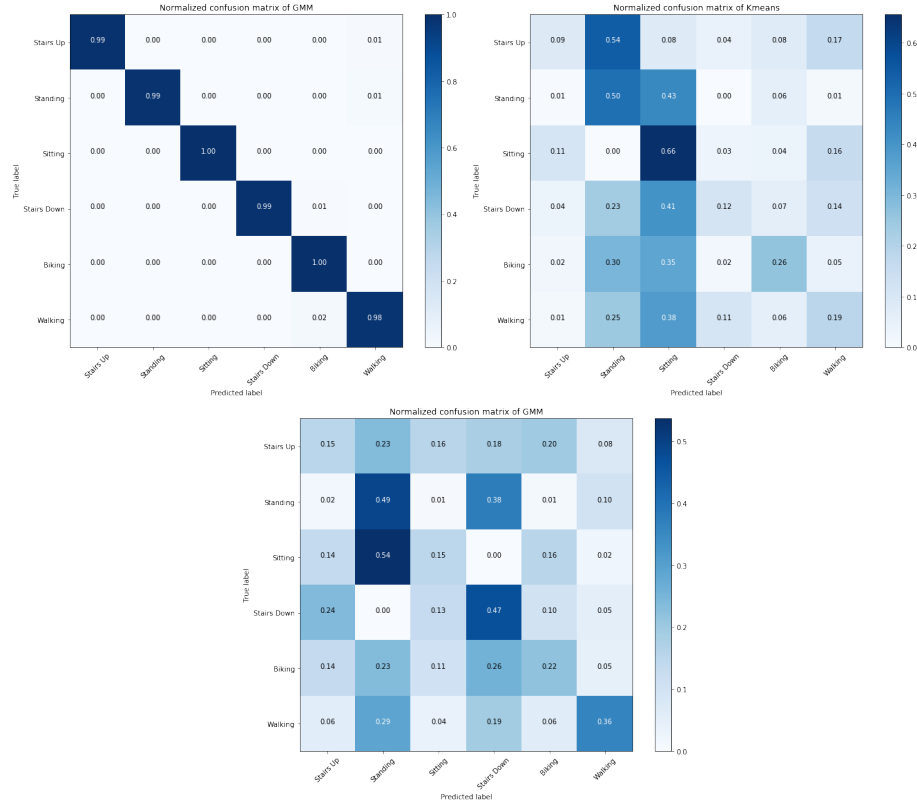 Normalized confusion matrix of GMM
Stairs Up 0.99 0.00 0.00 0.00 0.00 0.01
Standing 0.00 0.99 0.00 0.00 0.00 0.01
Sitting 0.00 0.00 1.00 0.00 0.00 0.00
Stairs Down 0.00 0.00 0.00 0.99 0.01 0.00
Biking 0.00 0.00 0.00 0.00 1.00 0.00
Walking 0.00 0.00 0.00 0.00 0.02 0.98
True label
Stairs Up Standing Sitting Stairs Down Biking Walking
Predicted label
1.0
0.8
0.6
0.4
0.2
0.0
Normalized confusion matrix of Kmeans
Stairs Up 0.09 0.54 0.08 0.04 0.08 0.17
Standing 0.01 0.50 0.43 0.00 0.06 0.01
Sitting 0.11 0.00 0.66 0.03 0.04 0.16
Stairs Down 0.04 0.23 0.41 0.12 0.07 0.14
Biking 0.02 0.30 0.35 0.02 0.26 0.05
Walking 0.01 0.25 0.38 0.11 0.06 0.19
True label
Stairs Up Standing Sitting Stairs Down Biking Walking
Predicted label
0.6
0.5
0.4
0.3
0.2
0.1
0.0
Normalized confusion matrix of GMM
Stairs Up 0.15 0.23 0.16 0.18 0.20 0.08
Standing 0.02 0.49 0.01 0.38 0.01 0.10
Sitting 0.14 0.54 0.15 0.00 0.16 0.02
Stairs Down 0.24 0.00 0.13 0.47 0.10 0.05
Biking 0.14 0.23 0.11 0.26 0.22 0.05
Walking 0.06 0.29 0.04 0.19 0.06 0.36
True label
Stairs Up Standing Sitting Stairs Down Biking Walking
Predicted label
0.5
0.4
0.3
0.2
0.1
0.0